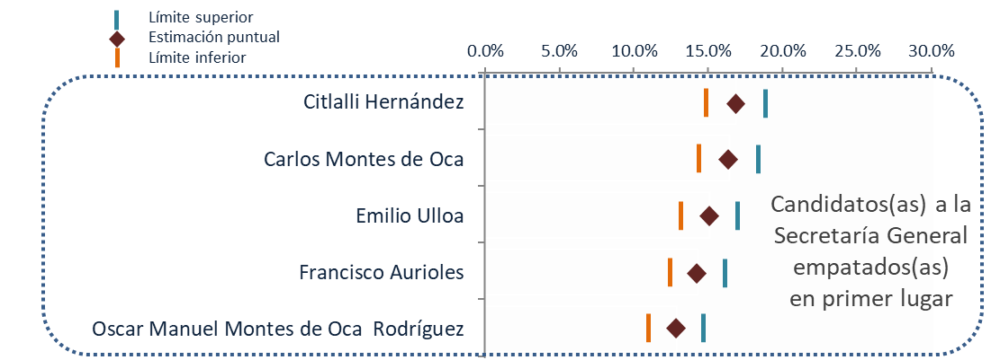 Límite superior
Estimación puntual
Límite inferior
0.0% 5.0% 10.0% 15.0% 20.0% 25.0% 30.0%
Citlalli Hernández
Carlos Montes de Oca
Emilio Ulloa
Francisco Aurioles
Oscar Manuel Montes de Oca Rodríguez
Candidatos(as) a la
Secretaría General
empatados(as)
en primer lugar